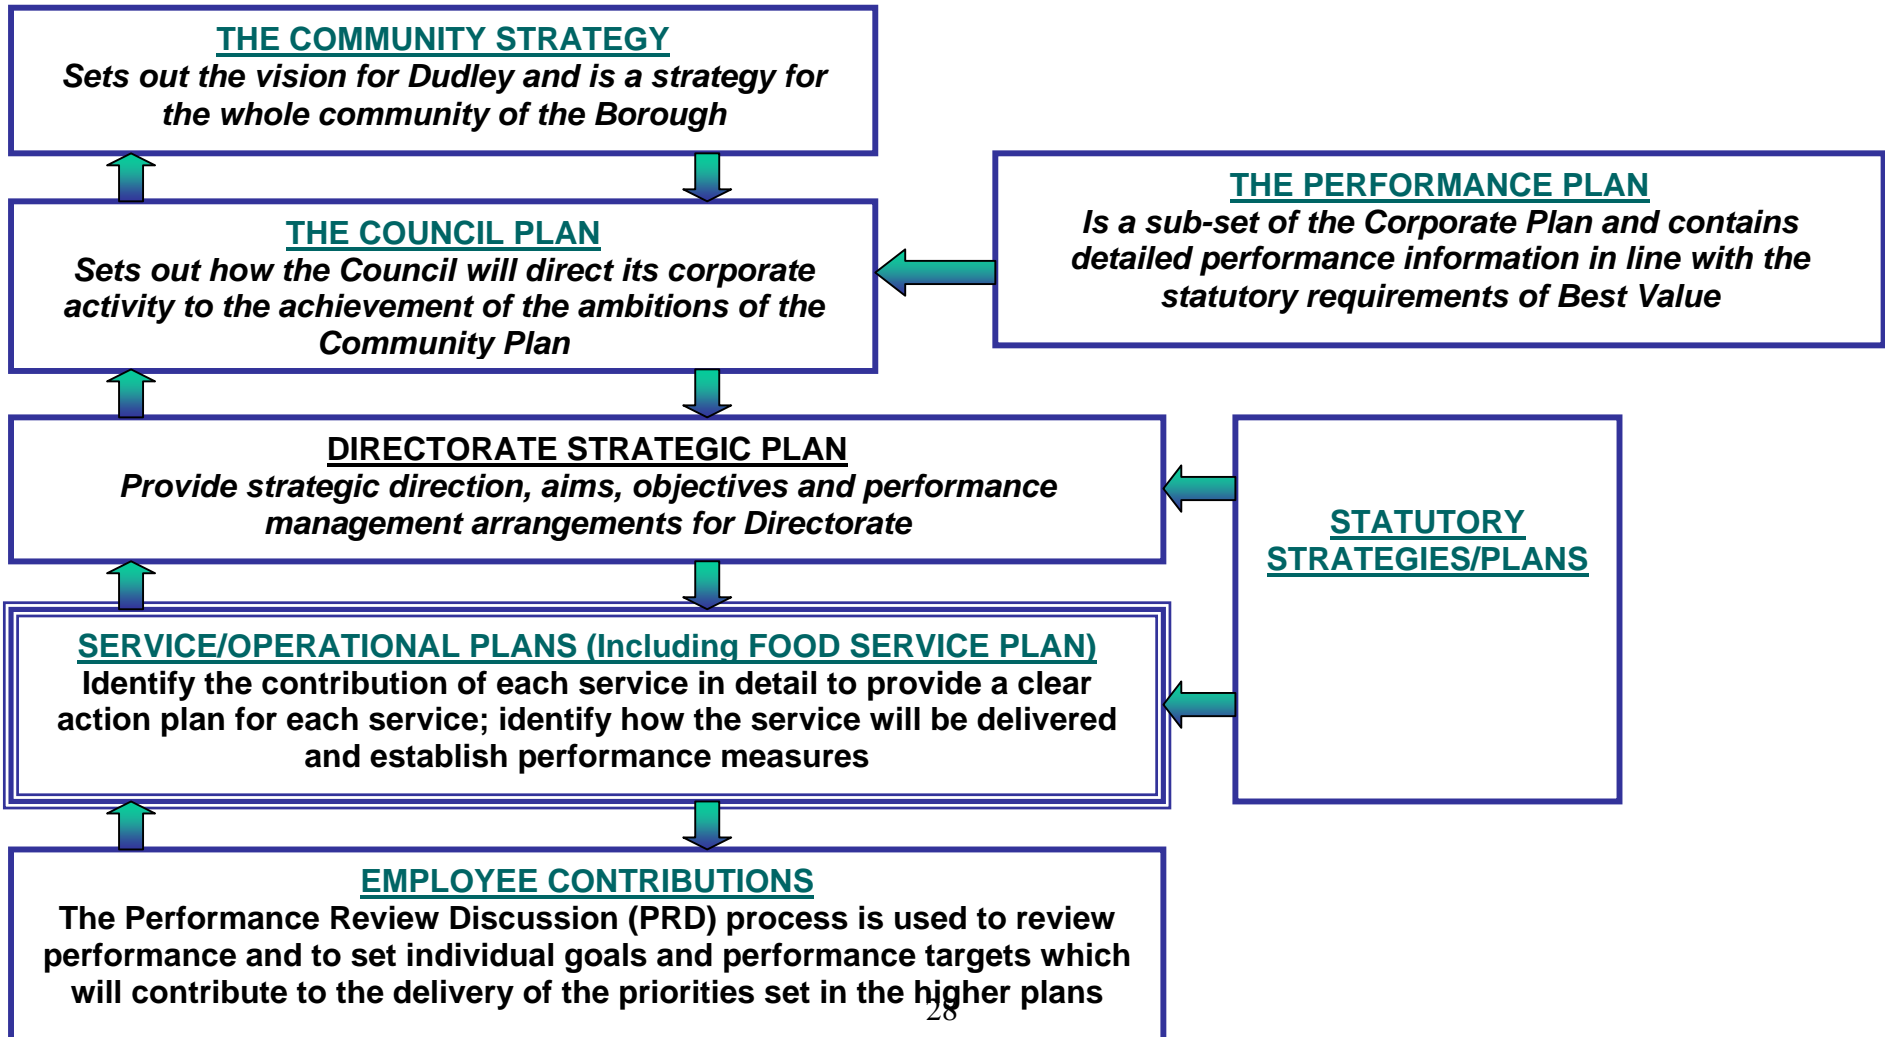 THE COMMUNITY STRATEGY
Sets out the vision for Dudley and is a strategy for
the whole community of the Borough
THE PERFORMANCE PLAN
Is a sub-set of the Corporate Plan and contains
detailed performance information in line with the
statutory requirements of Best Value
THE COUNCIL PLAN
Sets out how the Council will direct its corporate
activity to the achievement of the ambitions of the
Community Plan
DIRECTORATE STRATEGIC PLAN
Provide strategic direction, aims, objectives and performance
management arrangements for Directorate
STATUTORY
STRATEGIES/PLANS
SERVICE/OPERATIONAL PLANS (Including FOOD SERVICE PLAN)
Identify the contribution of each service in detail to provide a clear
action plan for each service; identify how the service will be delivered
and establish performance measures
EMPLOYEE CONTRIBUTIONS
The Performance Review Discussion (PRD) process is used to review
performance and to set individual goals and performance targets which
will contribute to the delivery of the priorities set in the higher plans
28